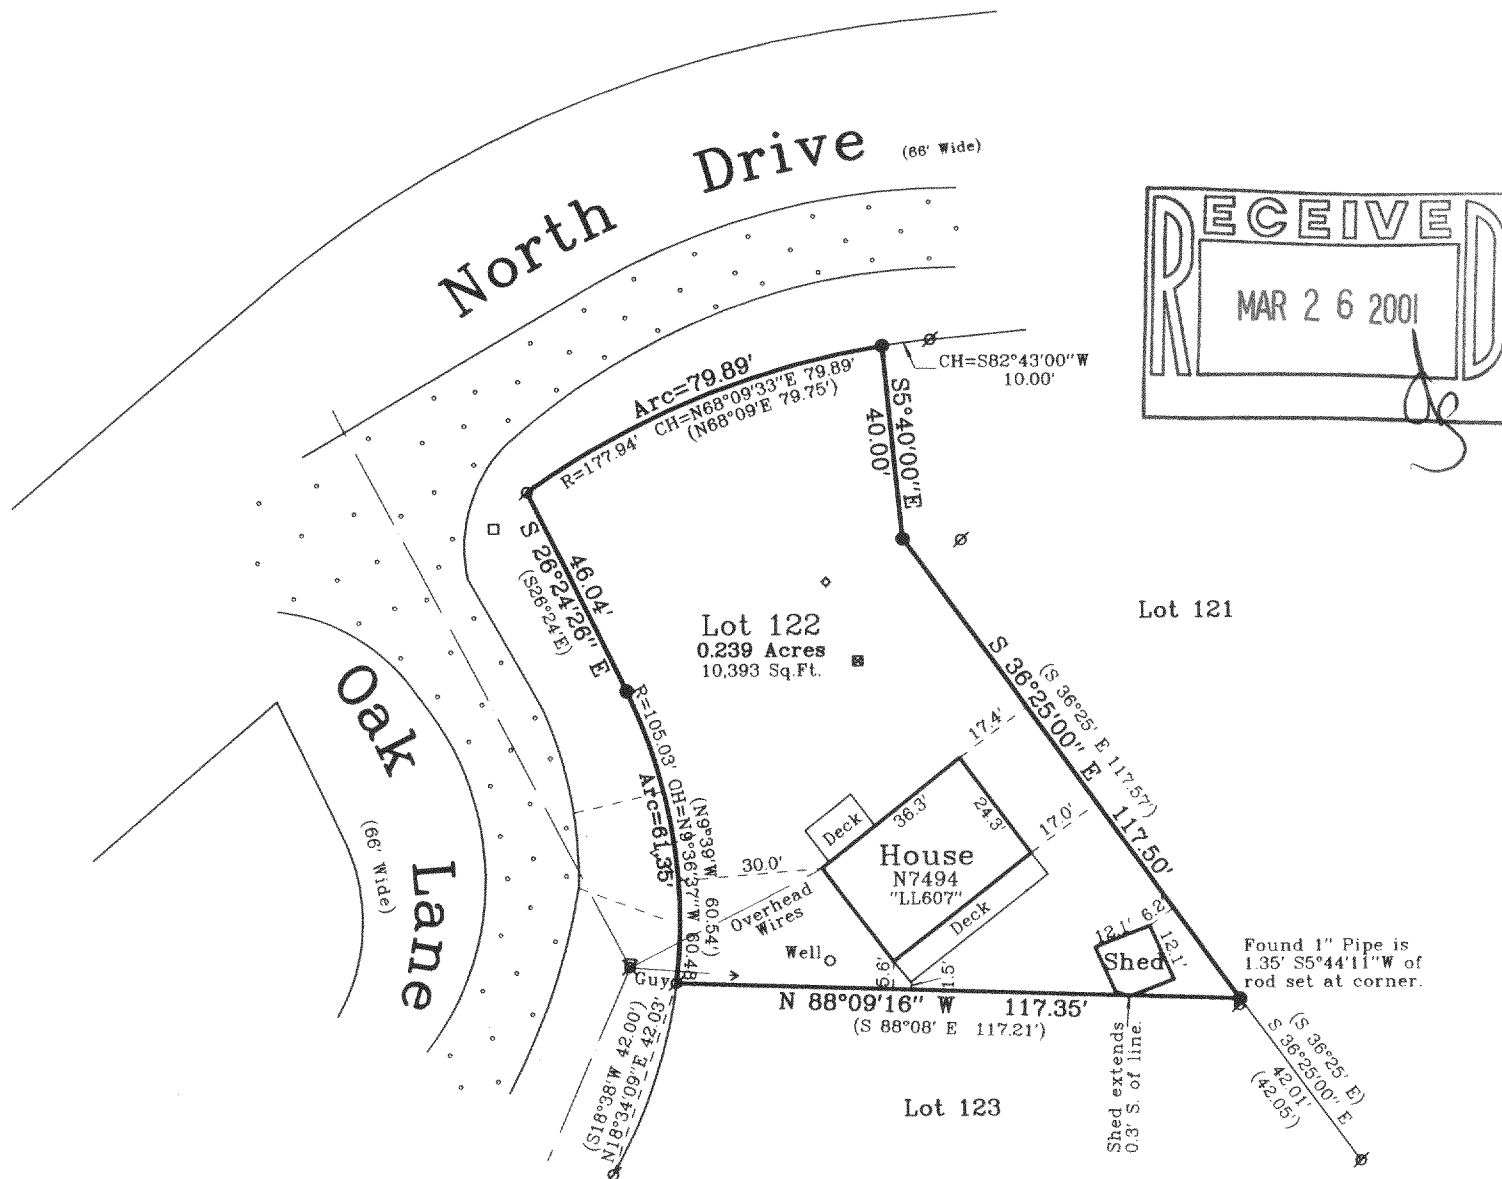 North Drive (66' Wide)
RECEIVED
MAR 26 2001
CH=S82°43'00"W
10.00'
Arc=79.89'
CH=N68°09'33"E 79.89'
(N68°09'E 79.75')
R=177.94'
S5°40'00"E
40.00'
S 26°24'26" E
46.04'
(S26°24'E)
Lot 122
0.239 Acres
10,393 Sq.Ft.
Lot 121
S 36°25'00" E 117.50'
(S 36°25' E 117.57')
Oak Lane
(66' Wide)
R=105.03' CH=N9°36'37"W 60.48'
Arc=61.35'
(N9°39'W 60.54')
17.4'
36.3'
24.3'
17.0'
Deck
House
N7494
"LL607"
Deck
30.0'
Overhead
Wires
Well
Guy
5.6'
1.5'
12.1'
6.2'
12.1'
Shed
Found 1" Pipe is
1.35' S5°44'11"W of
rod set at corner.
N 88°09'16" W 117.35'
(S 88°08' E 117.21')
Shed extends
0.3' S. of line.
(S18°38'W 42.00')
N18°34'09"E 42.03'
Lot 123
(S 36°25' E)
S 36°25'00" E
42.01'
(42.05')